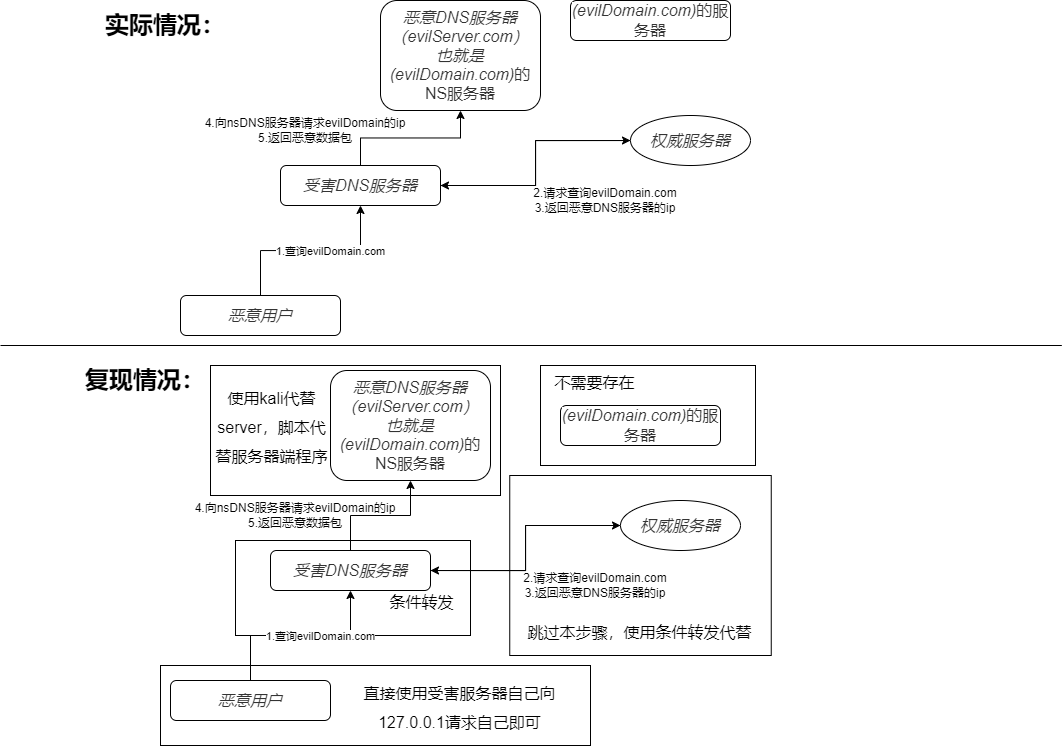 实际情况：
恶意DNS服务器
(evilServer.com）
也就是
(evilDomain.com)的
NS服务器
(evilDomain.com)的服
务器
4.向nsDNS服务器请求evilDomain的ip
5.返回恶意数据包
权威服务器
受害DNS服务器
2.请求查询evilDomain.com
3.返回恶意DNS服务器的ip
1.查询evilDomain.com
恶意用户
复现情况：
使用kali代替
server，脚本代
替服务器端程序
恶意DNS服务器
(evilServer.com）
也就是
(evilDomain.com)的
NS服务器
不需要存在
(evilDomain.com)的服
务器
4.向nsDNS服务器请求evilDomain的ip
5.返回恶意数据包
权威服务器
受害DNS服务器
条件转发
2.请求查询evilDomain.com
3.返回恶意DNS服务器的ip
跳过本步骤，使用条件转发代替
1.查询evilDomain.com
恶意用户
直接使用受害服务器自己向
127.0.0.1请求自己即可